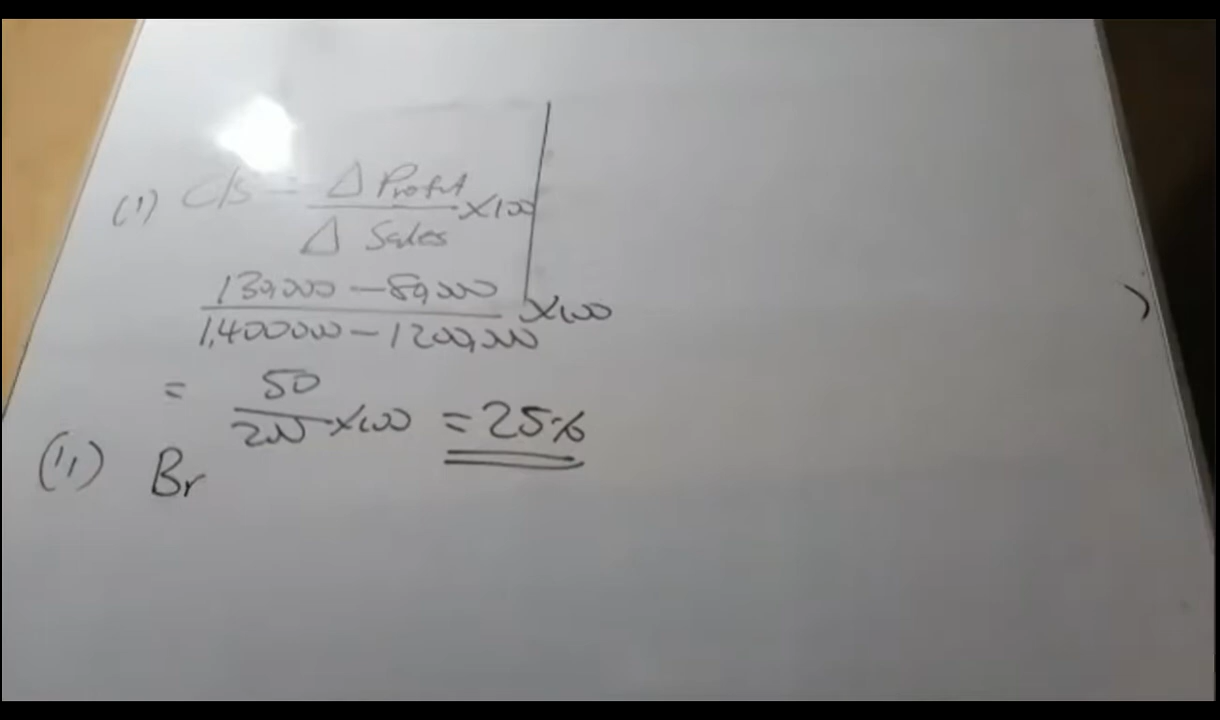 (i) C/S = Δ Profit / Δ Sales ×100
130,000 - 80,000 / 1,400000 - 1200,000 ×100
= 50 / 200 ×100 = 25%
(ii) Br